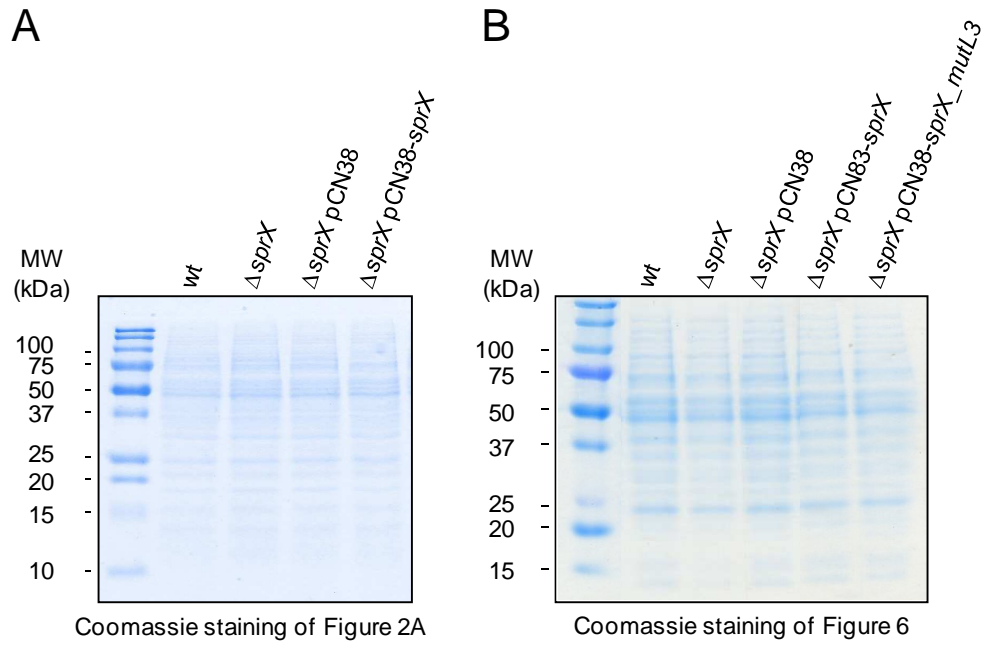 A
B
MW
(kDa)
wt
ΔsprX
ΔsprX pCN38
ΔsprX pCN38-sprX
100
75
50
37
25
20
15
10
Coomassie staining of Figure 2A
MW
(kDa)
wt
ΔsprX
ΔsprX pCN38
ΔsprX pCN83-sprX
ΔsprX pCN38-sprX_mutL3
100
75
50
37
25
20
15
Coomassie staining of Figure 6